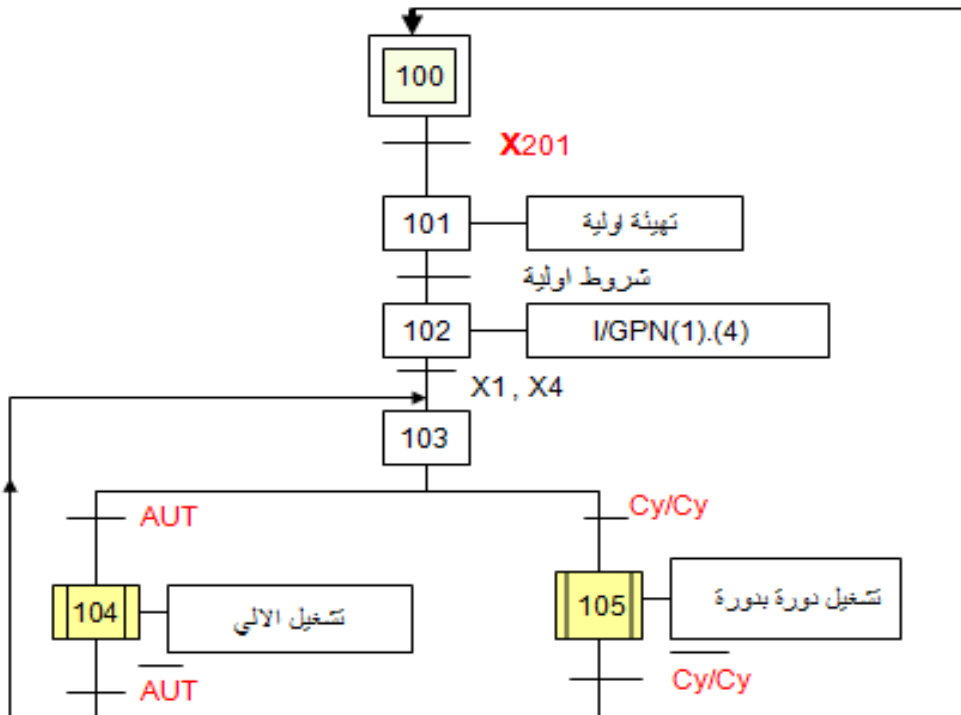 100
X201
101
تهيئة اولية
شروط اولية
102
I/GPN(1).(4)
X1 , X4
103
AUT
Cy/Cy
104
تشغيل الالي
105
تشغيل دورة بدورة
AUT
Cy/Cy